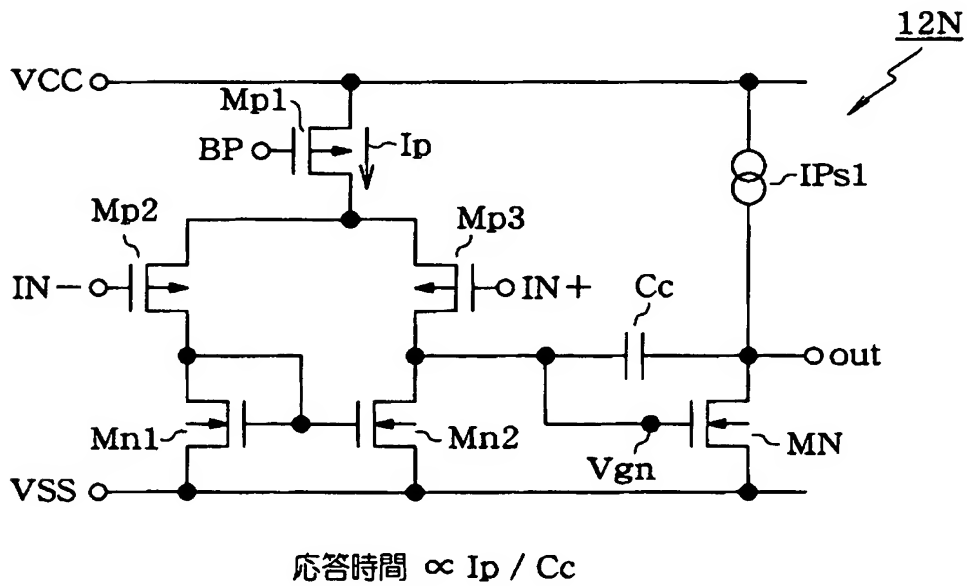 12N
VCC
Mp1
BP
Ip
IPs1
Mp2
Mp3
IN−
IN+
Cc
out
Mn1
Mn2
MN
Vgn
VSS
応答時間 ∝ Ip / Cc